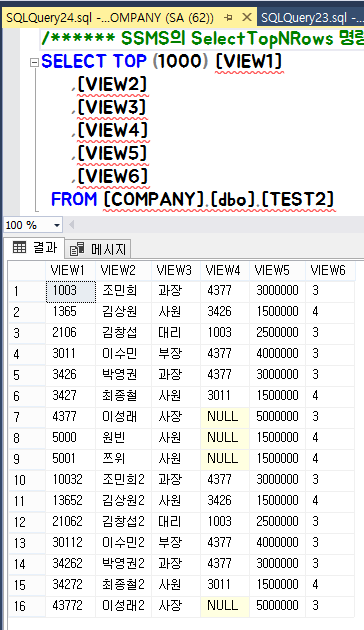 SQLQuery24.sql -...OMPANY (SA (62)) SQLQuery23.sql -
/****** SSMS의 SelectTopNRows 명령
SELECT TOP (1000) [VIEW1]
,[VIEW2]
,[VIEW3]
,[VIEW4]
,[VIEW5]
,[VIEW6]
FROM [COMPANY].[dbo].[TEST2]
100 %
결과 메시지
VIEW1 VIEW2 VIEW3 VIEW4 VIEW5 VIEW6
1 1003 조민희 과장 4377 3000000 3
2 1365 김상원 사원 3426 1500000 4
3 2106 김창섭 대리 1003 2500000 3
4 3011 이수민 부장 4377 4000000 3
5 3426 박영권 과장 4377 3000000 3
6 3427 최종철 사원 3011 1500000 4
7 4377 이성래 사장 NULL 5000000 3
8 5000 원빈 사원 NULL 1500000 4
9 5001 쯔위 사원 NULL 1500000 4
10 10032 조민희2 과장 4377 3000000 3
11 13652 김상원2 사원 3426 1500000 4
12 21062 김창섭2 대리 1003 2500000 3
13 30112 이수민2 부장 4377 4000000 3
14 34262 박영권2 과장 4377 3000000 3
15 34272 최종철2 사원 3011 1500000 4
16 43772 이성래2 사장 NULL 5000000 3